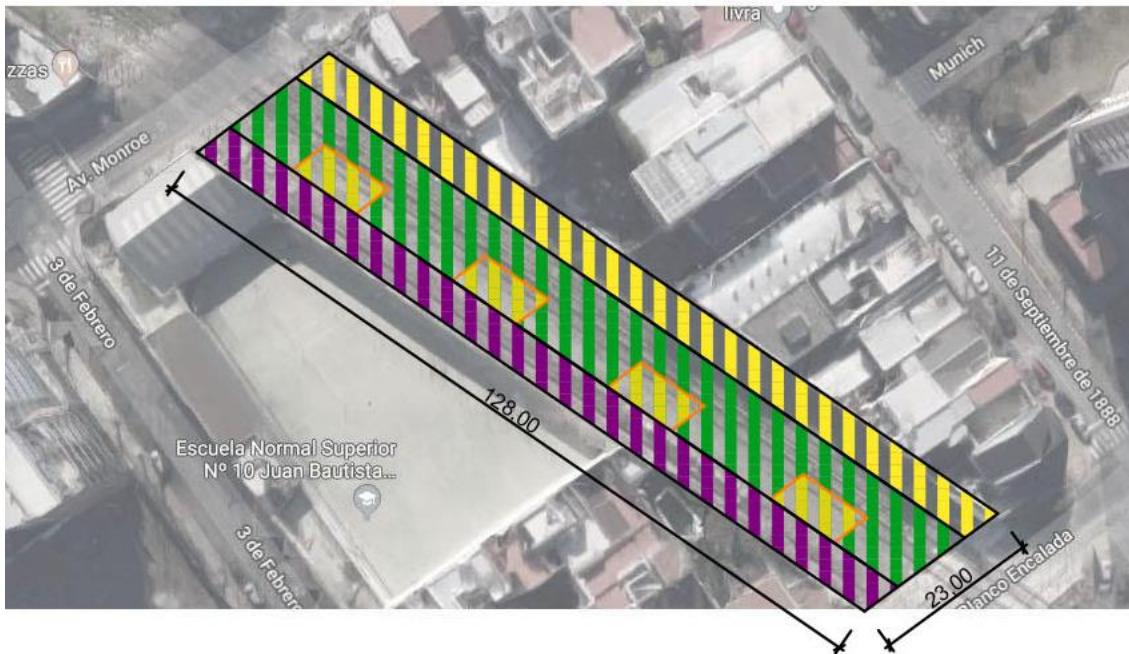 livra
Munich
zzas
Av. Monroe
3 de Febrero
11 de Septiembre de 1888
128.00
Escuela Normal Superior
Nº 10 Juan Bautista...
3 de Febrero
23.00
Blanco Encalada